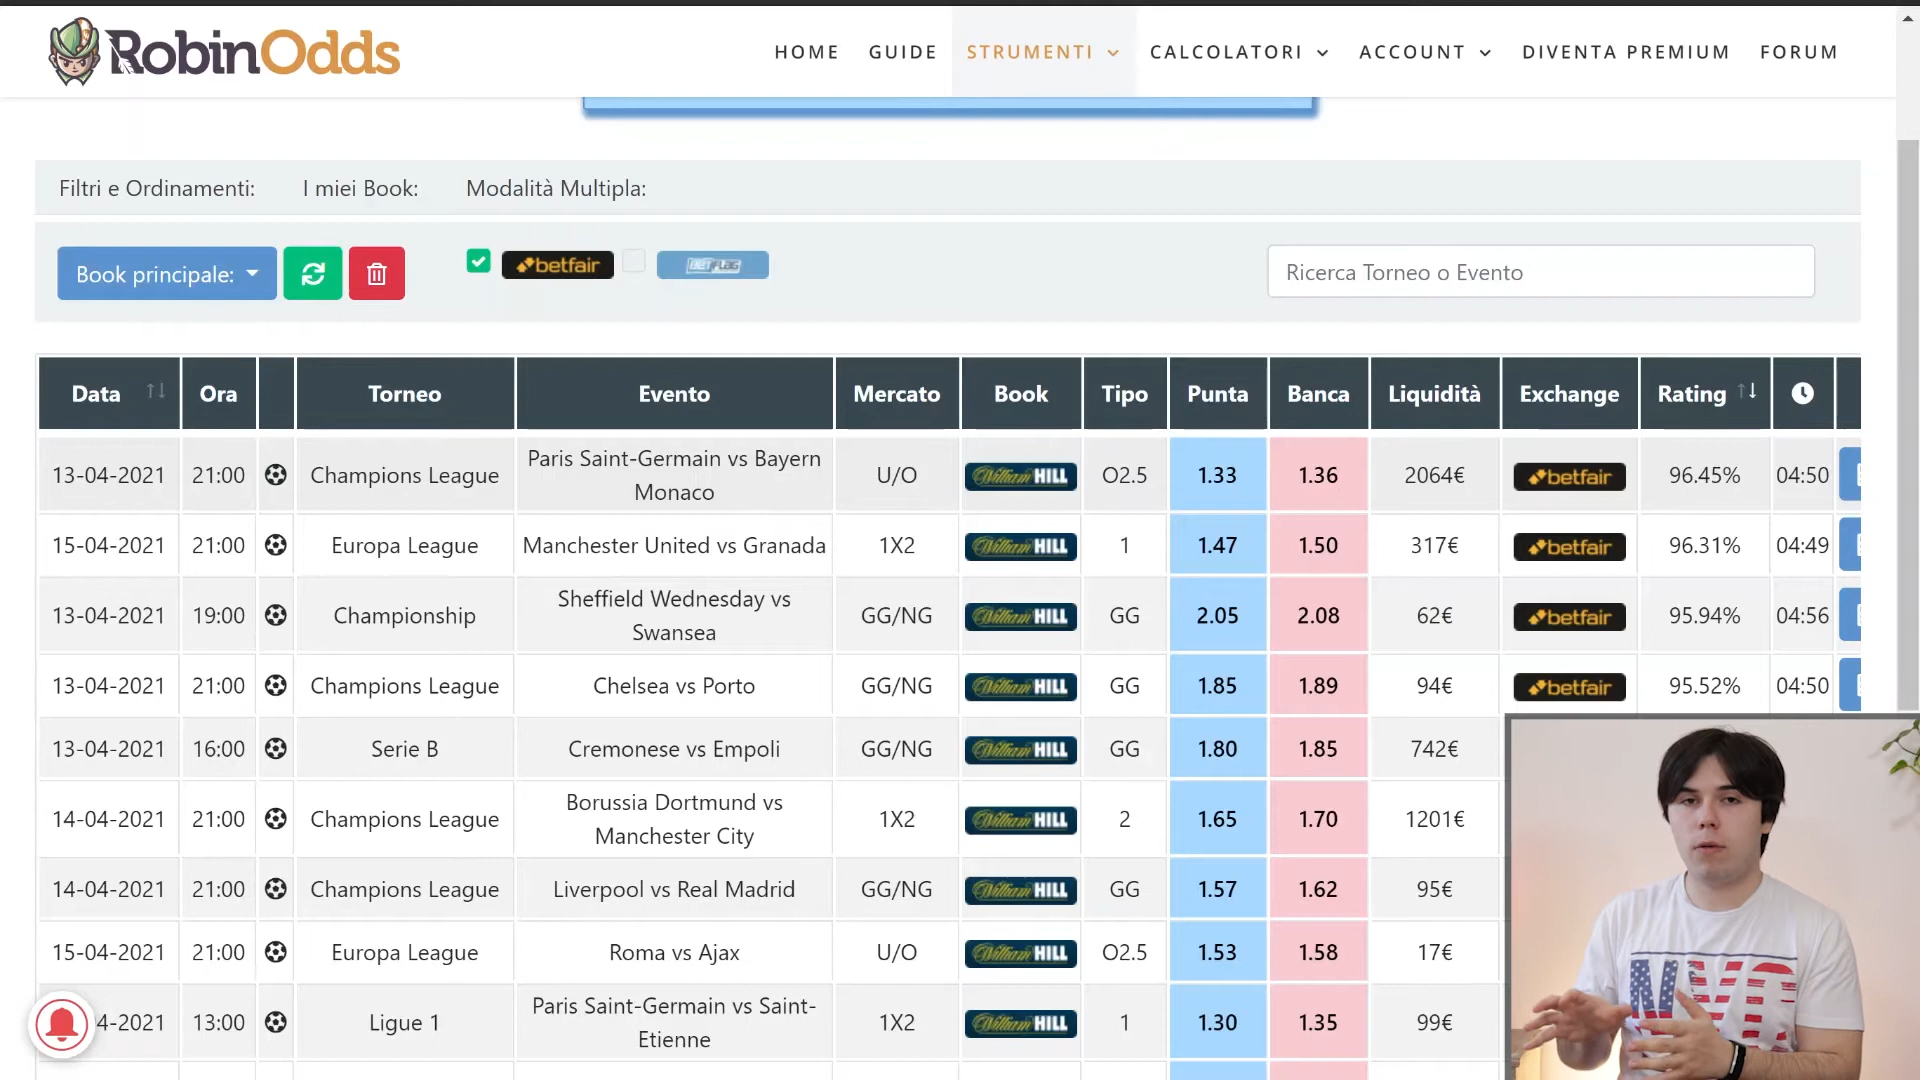 RobinOdds
HOME GUIDE STRUMENTI CALCOLATORI ACCOUNT DIVENTA PREMIUM FORUM
Filtri e Ordinamenti: I miei Book: Modalità Multipla:
Book principale: betfair BETFLAG Ricerca Torneo o Evento
Data Ora Torneo Evento Mercato Book Tipo Punta Banca Liquidità Exchange Rating
13-04-2021 21:00 Champions League Paris Saint-Germain vs Bayern Monaco U/O William HILL O2.5 1.33 1.36 2064€ betfair 96.45% 04:50
15-04-2021 21:00 Europa League Manchester United vs Granada 1X2 William HILL 1 1.47 1.50 317€ betfair 96.31% 04:49
13-04-2021 19:00 Championship Sheffield Wednesday vs Swansea GG/NG William HILL GG 2.05 2.08 62€ betfair 95.94% 04:56
13-04-2021 21:00 Champions League Chelsea vs Porto GG/NG William HILL GG 1.85 1.89 94€ betfair 95.52% 04:50
13-04-2021 16:00 Serie B Cremonese vs Empoli GG/NG William HILL GG 1.80 1.85 742€
14-04-2021 21:00 Champions League Borussia Dortmund vs Manchester City 1X2 William HILL 2 1.65 1.70 1201€
14-04-2021 21:00 Champions League Liverpool vs Real Madrid GG/NG William HILL GG 1.57 1.62 95€
15-04-2021 21:00 Europa League Roma vs Ajax U/O William HILL O2.5 1.53 1.58 17€
4-2021 13:00 Ligue 1 Paris Saint-Germain vs Saint-Etienne 1X2 William HILL 1 1.30 1.35 99€
NYC